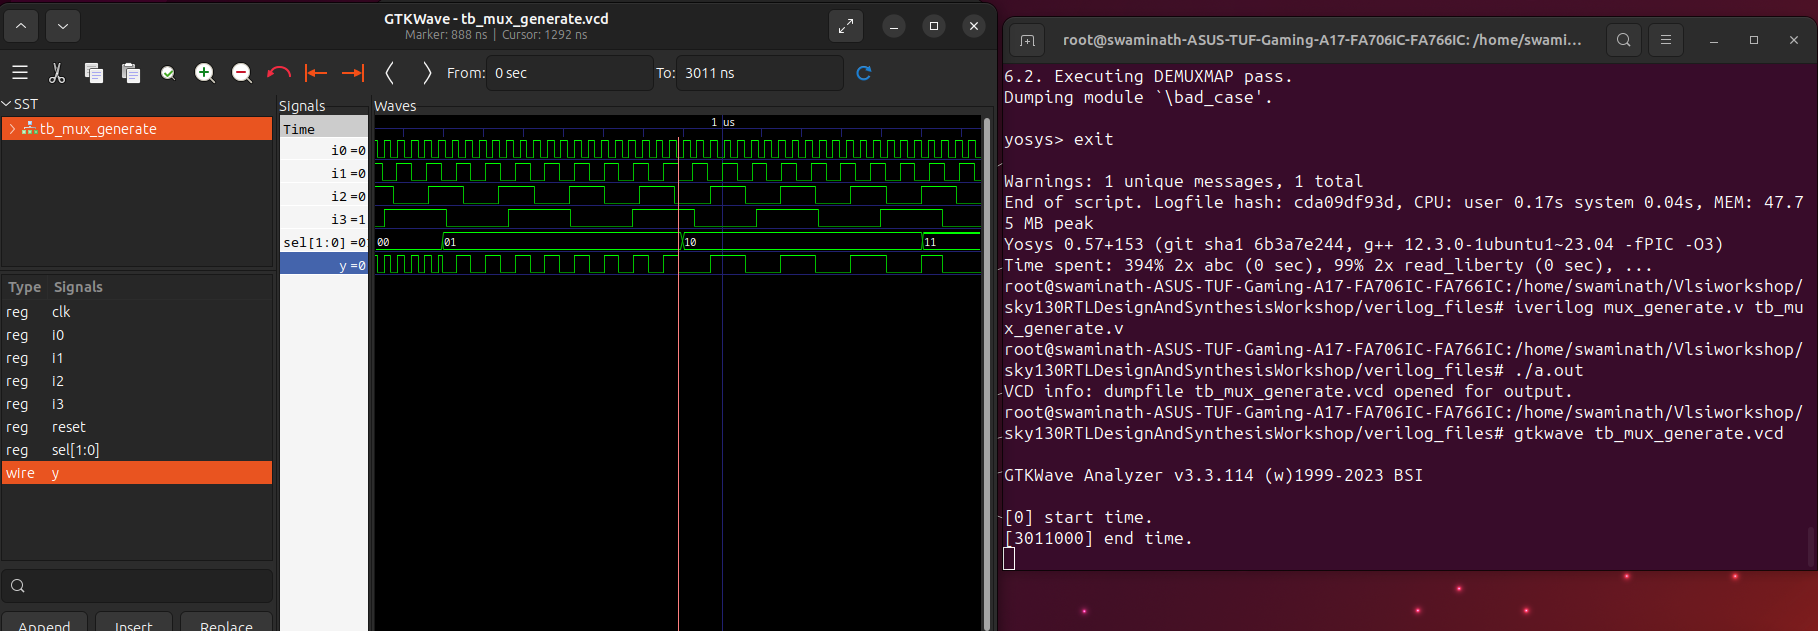 GTKWave - tb_mux_generate.vcd
Marker: 888 ns | Cursor: 1292 ns
From: 0 sec To: 3011 ns
SST
tb_mux_generate
Type Signals
reg clk
reg i0
reg i1
reg i2
reg i3
reg reset
reg sel[1:0]
wire y
Append Insert Replace
Signals
Time
i0 =0
i1 =0
i2 =0
i3 =1
sel[1:0] =0
y =0
Waves
1 us
00 01 10 11
root@swaminath-ASUS-TUF-Gaming-A17-FA706IC-FA766IC: /home/swami...
6.2. Executing DEMUXMAP pass.
Dumping module `\bad_case'.
yosys> exit
Warnings: 1 unique messages, 1 total
End of script. Logfile hash: cda09df93d, CPU: user 0.17s system 0.04s, MEM: 47.7
5 MB peak
Yosys 0.57+153 (git sha1 6b3a7e244, g++ 12.3.0-1ubuntu1~23.04 -fPIC -O3)
Time spent: 394% 2x abc (0 sec), 99% 2x read_liberty (0 sec), ...
root@swaminath-ASUS-TUF-Gaming-A17-FA706IC-FA766IC:/home/swaminath/Vlsiworkshop/
sky130RTLDesignAndSynthesisWorkshop/verilog_files# iverilog mux_generate.v tb_mu
x_generate.v
root@swaminath-ASUS-TUF-Gaming-A17-FA706IC-FA766IC:/home/swaminath/Vlsiworkshop/
sky130RTLDesignAndSynthesisWorkshop/verilog_files# ./a.out
VCD info: dumpfile tb_mux_generate.vcd opened for output.
root@swaminath-ASUS-TUF-Gaming-A17-FA706IC-FA766IC:/home/swaminath/Vlsiworkshop/
sky130RTLDesignAndSynthesisWorkshop/verilog_files# gtkwave tb_mux_generate.vcd
GTKWave Analyzer v3.3.114 (w)1999-2023 BSI
[0] start time.
[3011000] end time.